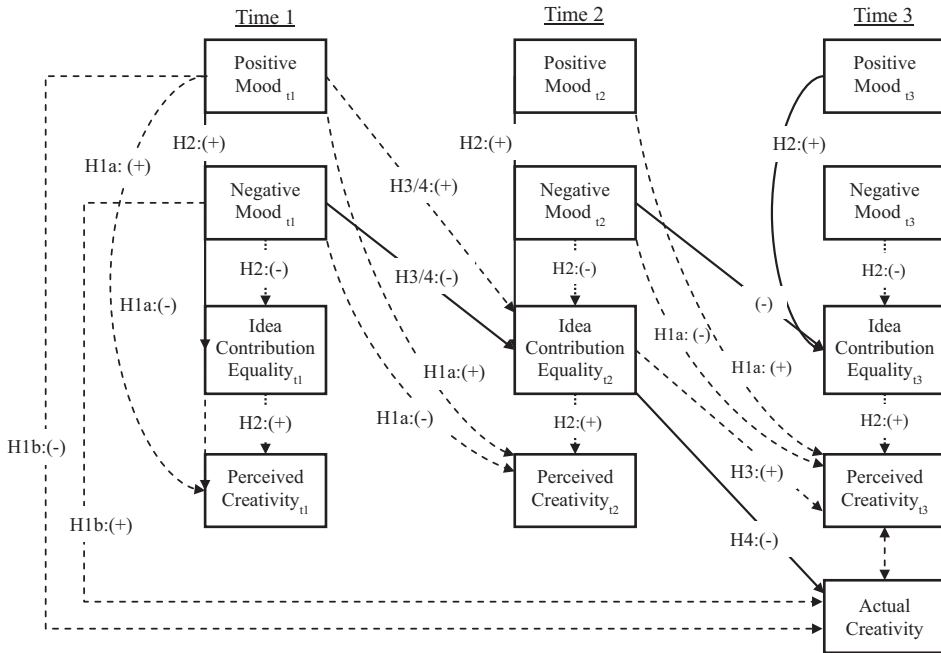 Time 1
Time 2
Time 3
Positive
Mood t1
Positive
Mood t2
Positive
Mood t3
H1a: (+)
H2:(+)
H2:(+)
H2:(+)
Negative
Mood t1
H3/4:(+)
Negative
Mood t2
Negative
Mood t3
H2:(-)
H3/4:(-)
H2:(-)
H2:(-)
H1a:(-)
(-)
Idea
Contribution
Equality t1
Idea
Contribution
Equality t2
Idea
Contribution
Equality t3
H1a: (-)
H1a:(+)
H1a: (+)
H1a:(-)
H2:(+)
H2:(+)
H2:(+)
H1b:(-)
Perceived
Creativity t1
Perceived
Creativity t2
H3:(+)
Perceived
Creativity t3
H1b:(+)
H4:(-)
Actual
Creativity